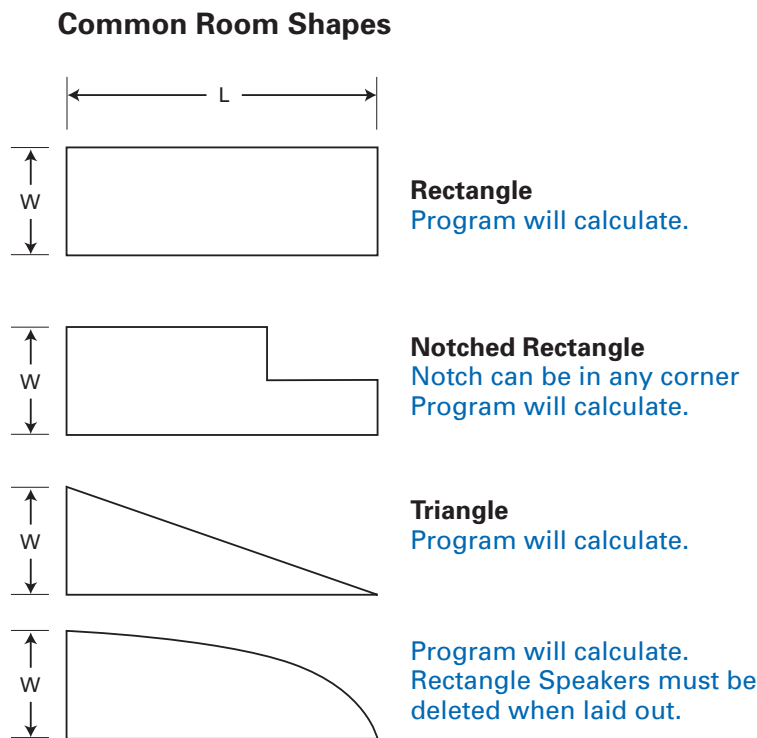 Common Room Shapes
L
W
Rectangle
Program will calculate.
W
Notched Rectangle
Notch can be in any corner
Program will calculate.
W
Triangle
Program will calculate.
W
Program will calculate.
Rectangle Speakers must be
deleted when laid out.